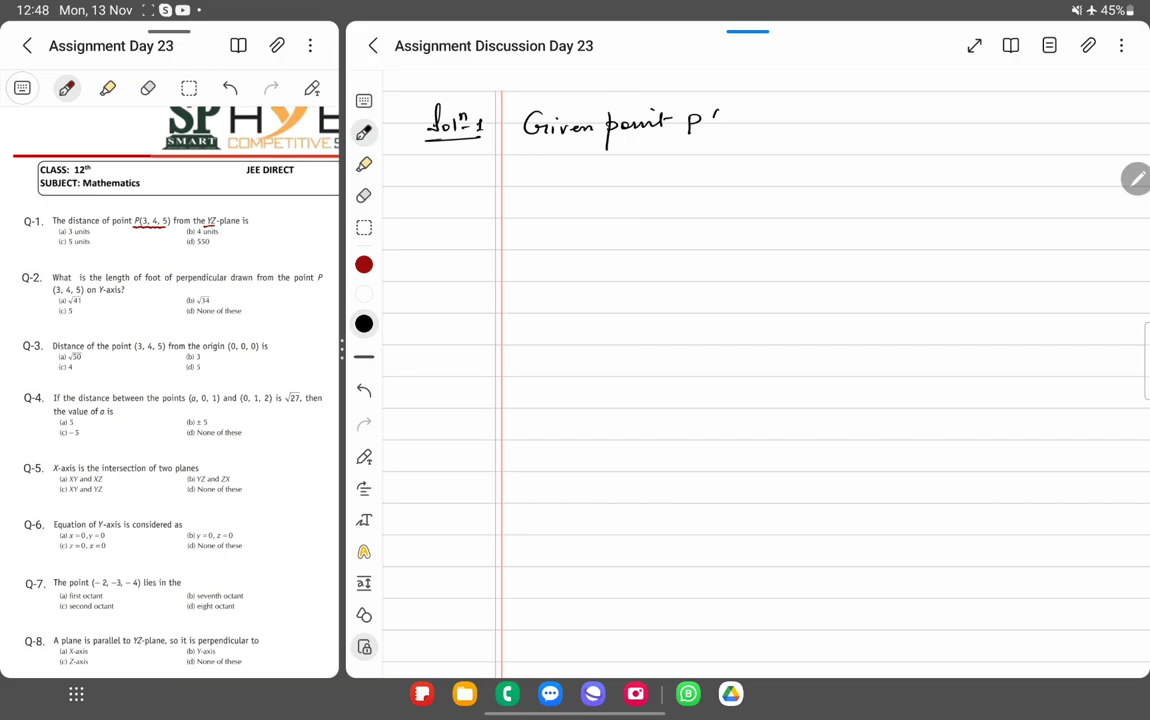 12:48 Mon, 13 Nov
45%
Assignment Day 23
SP HYE
SMART COMPETITIVE S
CLASS: 12th JEE DIRECT
SUBJECT: Mathematics
Q-1. The distance of point P(3, 4, 5) from the YZ-plane is
(a) 3 units (b) 4 units
(c) 5 units (d) 550
Q-2. What is the length of foot of perpendicular drawn from the point P
(3, 4, 5) on Y-axis?
(a) √41 (b) √34
(c) 5 (d) None of these
Q-3. Distance of the point (3, 4, 5) from the origin (0, 0, 0) is
(a) √50 (b) 3
(c) 4 (d) 5
Q-4. If the distance between the points (a, 0, 1) and (0, 1, 2) is √27, then
the value of a is
(a) 5 (b) ± 5
(c) – 5 (d) None of these
Q-5. X-axis is the intersection of two planes
(a) XY and XZ (b) YZ and ZX
(c) XY and YZ (d) None of these
Q-6. Equation of Y-axis is considered as
(a) x = 0, y = 0 (b) y = 0, z = 0
(c) z = 0, x = 0 (d) None of these
Q-7. The point (– 2, –3, – 4) lies in the
(a) first octant (b) seventh octant
(c) second octant (d) eight octant
Q-8. A plane is parallel to YZ-plane, so it is perpendicular to
(a) X-axis (b) Y-axis
(c) Z-axis (d) None of these
Assignment Discussion Day 23
Solⁿ-1 Given point P